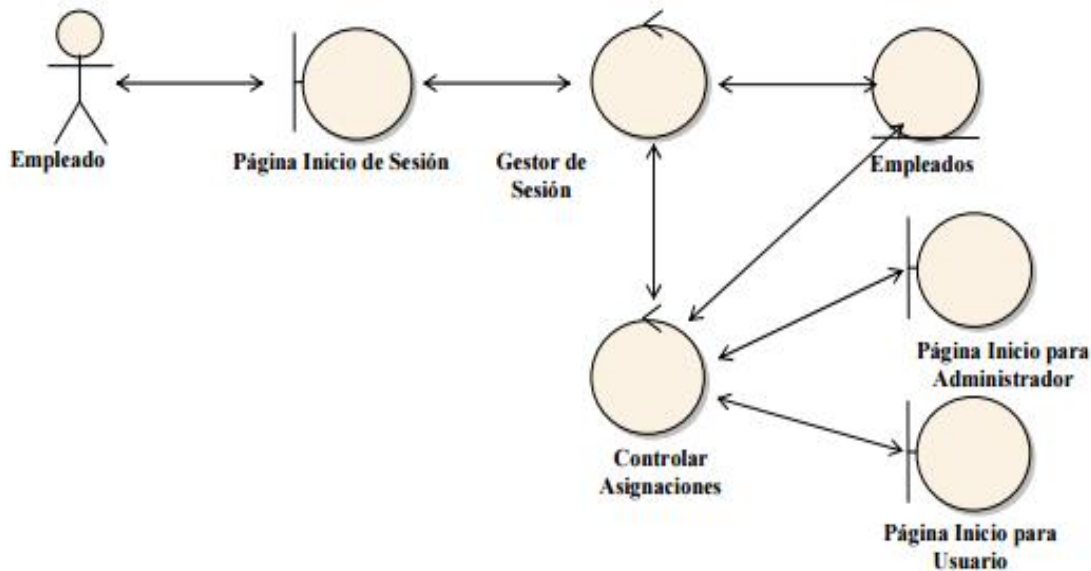 Empleado
Página Inicio de Sesión
Gestor de
Sesión
Empleados
Página Inicio para
Administrador
Controlar
Asignaciones
Página Inicio para
Usuario